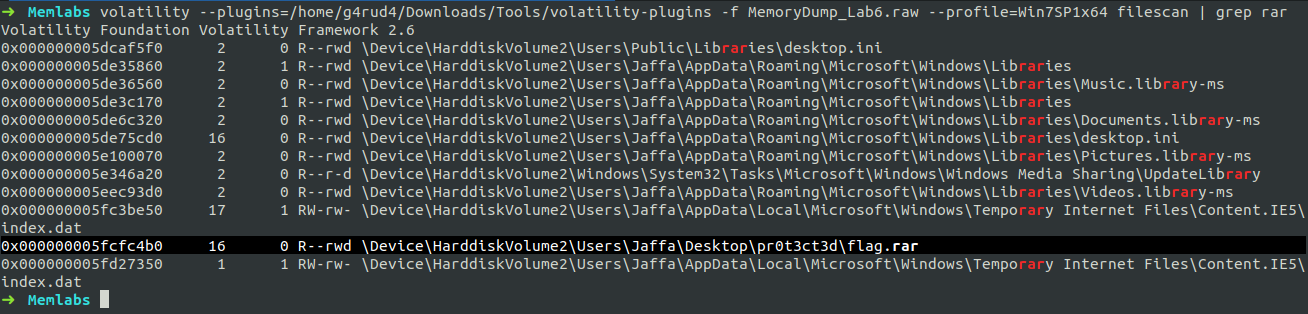 ➜ Memlabs volatility --plugins=/home/g4rud4/Downloads/Tools/volatility-plugins -f MemoryDump_Lab6.raw --profile=Win7SP1x64 filescan | grep rar
Volatility Foundation Volatility Framework 2.6
0x000000005dcaf5f0 2 0 R--rwd \Device\HarddiskVolume2\Users\Public\Libraries\desktop.ini
0x000000005de35860 2 1 R--rwd \Device\HarddiskVolume2\Users\Jaffa\AppData\Roaming\Microsoft\Windows\Libraries
0x000000005de36560 2 0 R--rwd \Device\HarddiskVolume2\Users\Jaffa\AppData\Roaming\Microsoft\Windows\Libraries\Music.library-ms
0x000000005de3c170 2 1 R--rwd \Device\HarddiskVolume2\Users\Jaffa\AppData\Roaming\Microsoft\Windows\Libraries
0x000000005de6c320 2 0 R--rwd \Device\HarddiskVolume2\Users\Jaffa\AppData\Roaming\Microsoft\Windows\Libraries\Documents.library-ms
0x000000005de75cd0 16 0 R--rwd \Device\HarddiskVolume2\Users\Jaffa\AppData\Roaming\Microsoft\Windows\Libraries\desktop.ini
0x000000005e100070 2 0 R--rwd \Device\HarddiskVolume2\Users\Jaffa\AppData\Roaming\Microsoft\Windows\Libraries\Pictures.library-ms
0x000000005e346a20 2 0 R--r-d \Device\HarddiskVolume2\Windows\System32\Tasks\Microsoft\Windows\Windows Media Sharing\UpdateLibrary
0x000000005eec93d0 2 0 R--rwd \Device\HarddiskVolume2\Users\Jaffa\AppData\Roaming\Microsoft\Windows\Libraries\Videos.library-ms
0x000000005fc3be50 17 1 RW-rw- \Device\HarddiskVolume2\Users\Jaffa\AppData\Local\Microsoft\Windows\Temporary Internet Files\Content.IE5\
index.dat
0x000000005fcfc4b0 16 0 R--rwd \Device\HarddiskVolume2\Users\Jaffa\Desktop\pr0t3ct3d\flag.rar
0x000000005fd27350 1 1 RW-rw- \Device\HarddiskVolume2\Users\Jaffa\AppData\Local\Microsoft\Windows\Temporary Internet Files\Content.IE5\
index.dat
➜ Memlabs